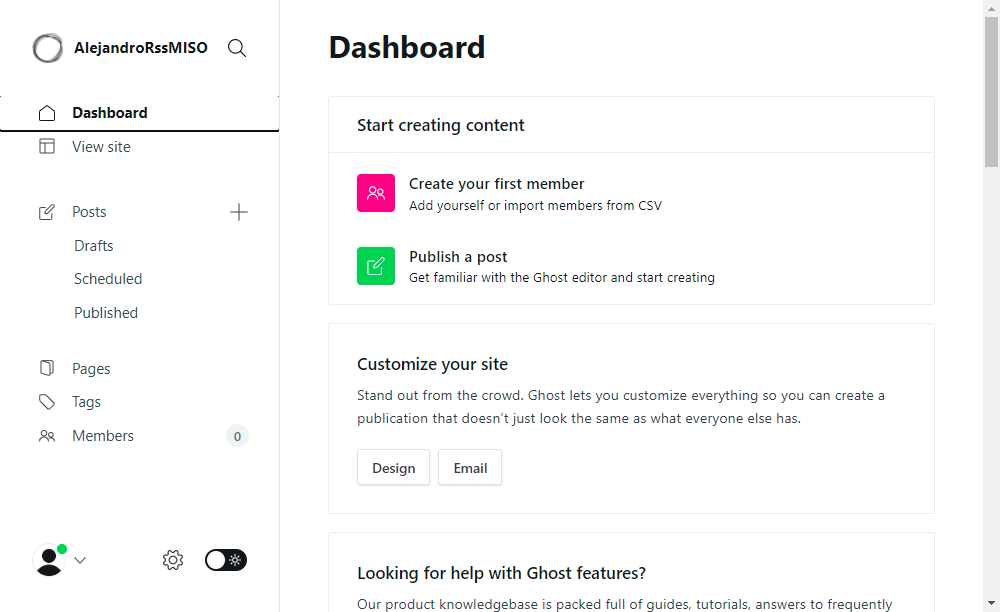 AlejandroRssMISO
Dashboard
View site
Posts
Drafts
Scheduled
Published
Pages
Tags
Members
0
Dashboard
Start creating content
Create your first member
Add yourself or import members from CSV
Publish a post
Get familiar with the Ghost editor and start creating
Customize your site
Stand out from the crowd. Ghost lets you customize everything so you can create a
publication that doesn’t just look the same as what everyone else has.
Design
Email
Looking for help with Ghost features?
Our product knowledgebase is packed full of guides, tutorials, answers to frequently